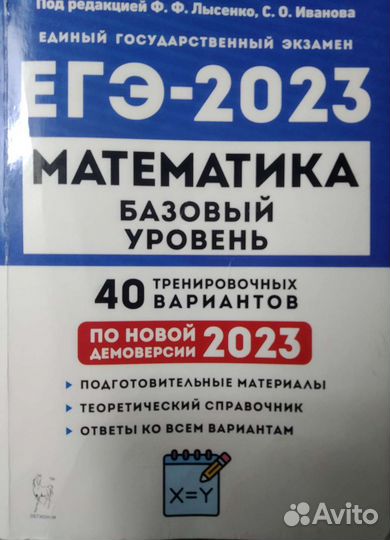 Под редакцией Ф. Ф. Лысенко, С. О. Иванова
ЕДИНЫЙ ГОСУДАРСТВЕННЫЙ ЭКЗАМЕН
ЕГЭ-2023
МАТЕМАТИКА
БАЗОВЫЙ
УРОВЕНЬ
40 ТРЕНИРОВОЧНЫХ
ВАРИАНТОВ
ПО НОВОЙ
ДЕМОВЕРСИИ 2023
ПОДГОТОВИТЕЛЬНЫЕ МАТЕРИАЛЫ
ТЕОРЕТИЧЕСКИЙ СПРАВОЧНИК
ОТВЕТЫ КО ВСЕМ ВАРИАНТАМ
X=Y
ЛЕГИОН
Avito